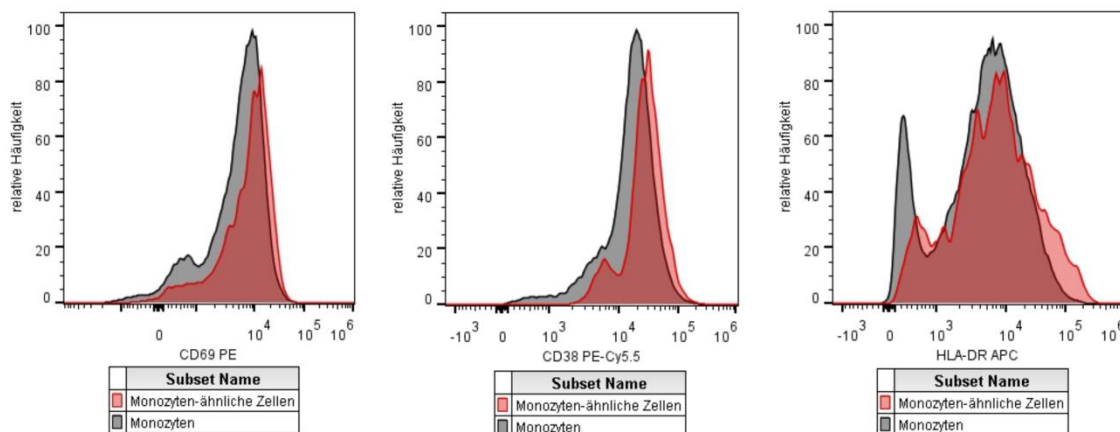 100
80
60
40
20
0
relative Häufigkeit
0 10^4 10^5 10^6
CD69 PE
Subset Name
Monozyten-ähnliche Zellen
Monozyten
100
80
60
40
20
0
relative Häufigkeit
-10^3 0 10^3 10^4 10^5 10^6
CD38 PE-Cy5.5
Subset Name
Monozyten-ähnliche Zellen
Monozyten
100
80
60
40
20
0
relative Häufigkeit
-10^3 0 10^3 10^4 10^5 10^6
HLA-DR APC
Subset Name
Monozyten-ähnliche Zellen
Monozyten